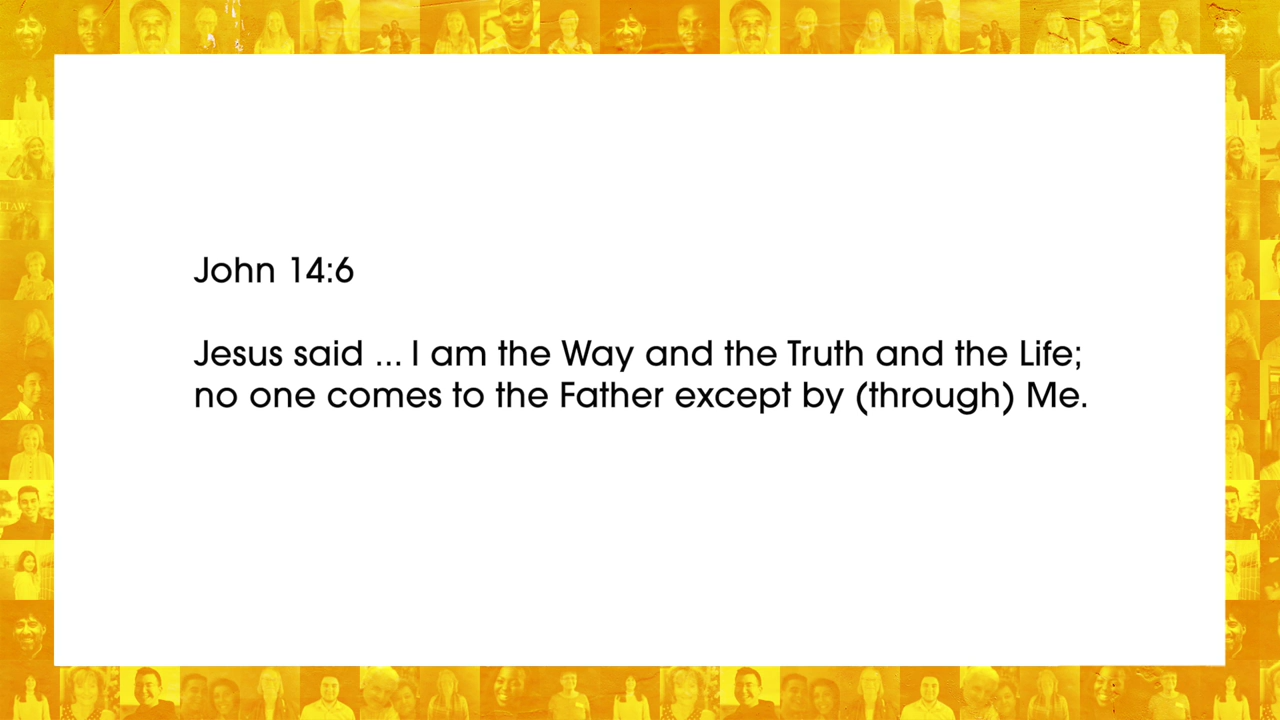 John 14:6
Jesus said ... I am the Way and the Truth and the Life;
no one comes to the Father except by (through) Me.